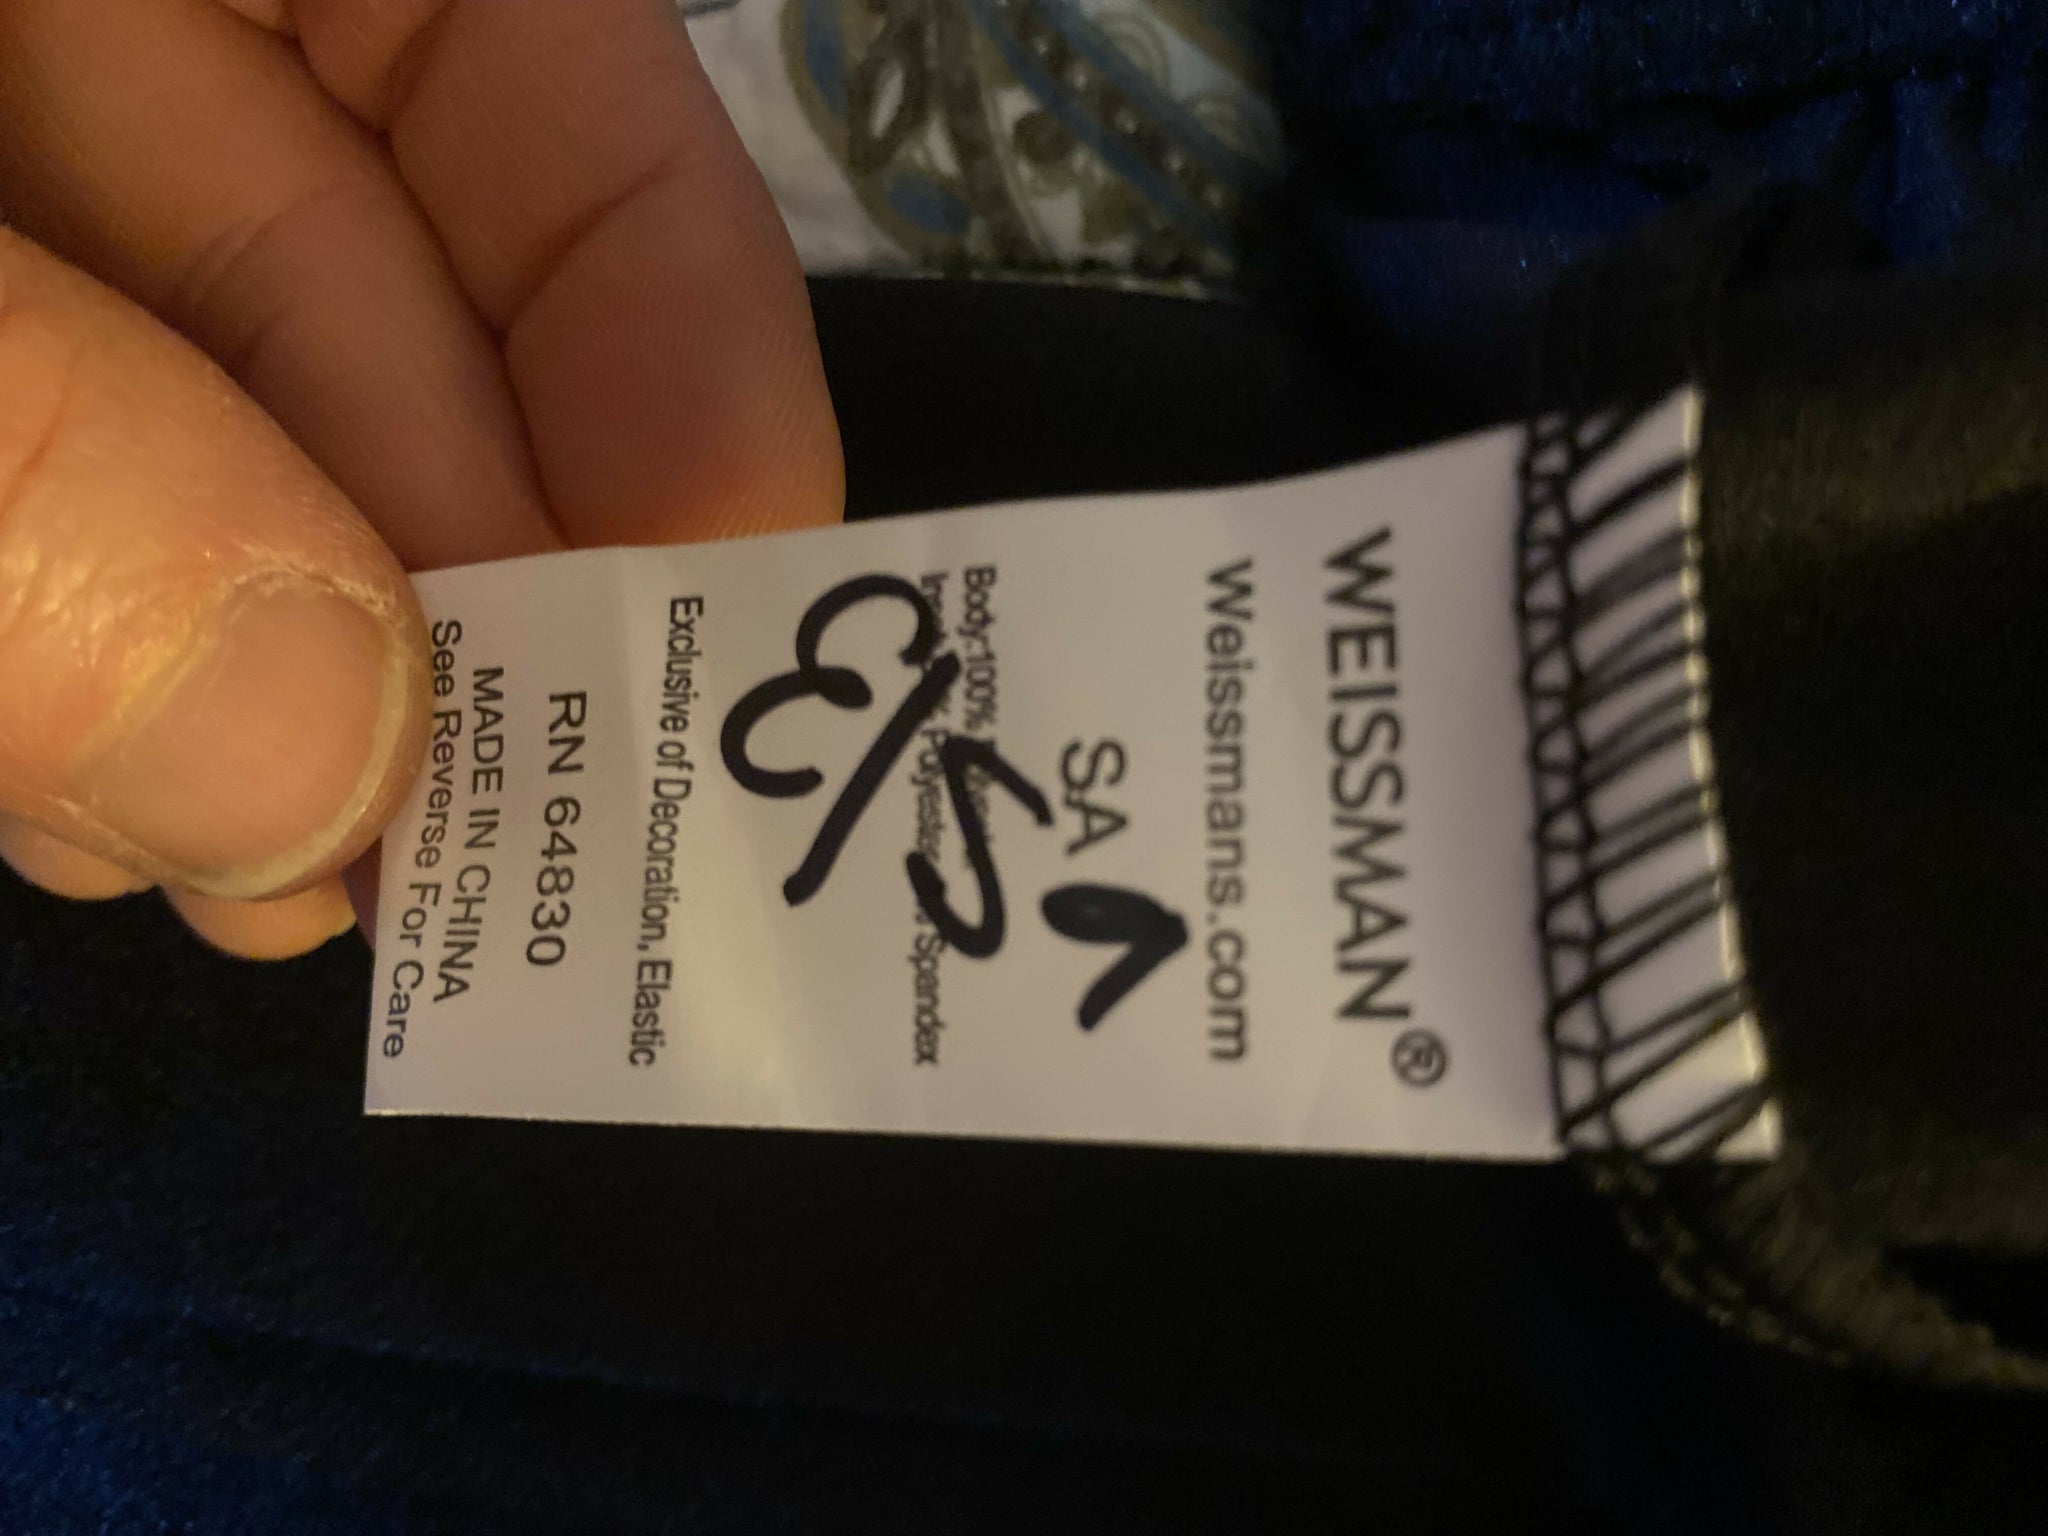 WEISSMAN®
Weissmans.com
SA
Body:100%
Polyester Spandex
Exclusive of Decoration, Elastic
RN 64830
MADE IN CHINA
See Reverse For Care